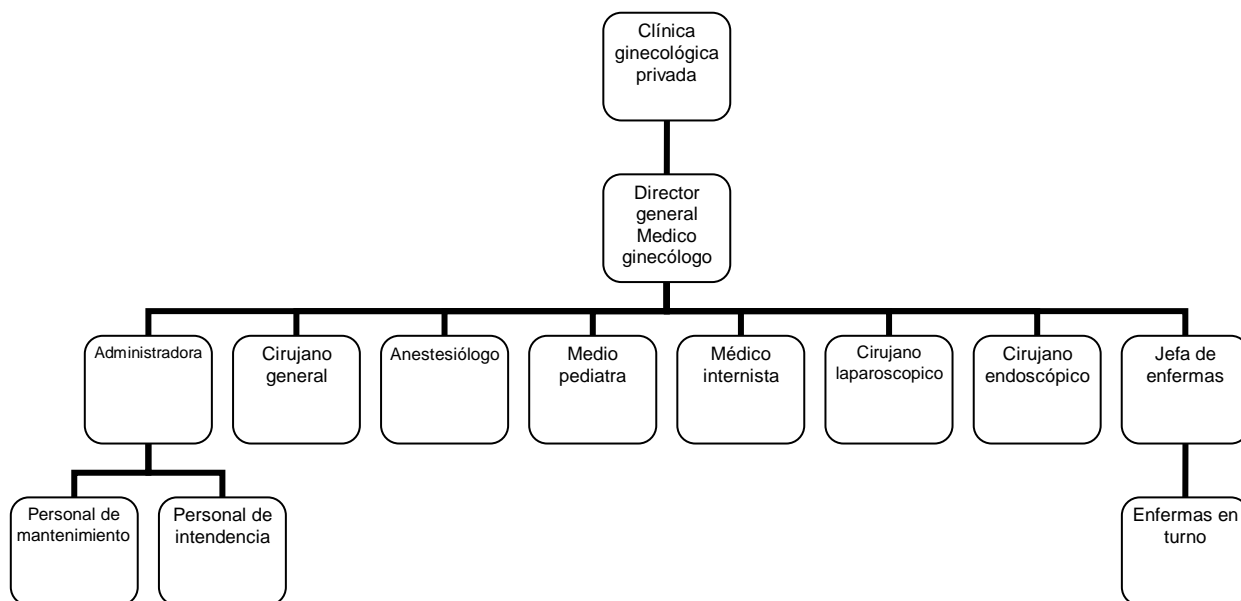 Clínica
ginecológica
privada
Director
general
Medico
ginecólogo
Administradora
Cirujano
general
Anestesiólogo
Medio
pediatra
Médico
internista
Cirujano
laparoscopico
Cirujano
endoscópico
Jefa de
enfermas
Personal de
mantenimiento
Personal de
intendencia
Enfermas en
turno